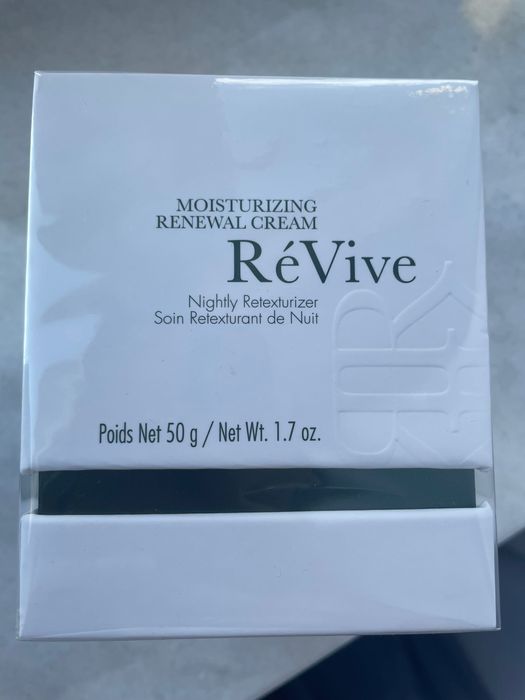 MOISTURIZING
RENEWAL CREAM
RéVive
Nightly Retexturizer
Soin Retexturant de Nuit
Poids Net 50 g / Net Wt. 1.7 oz.